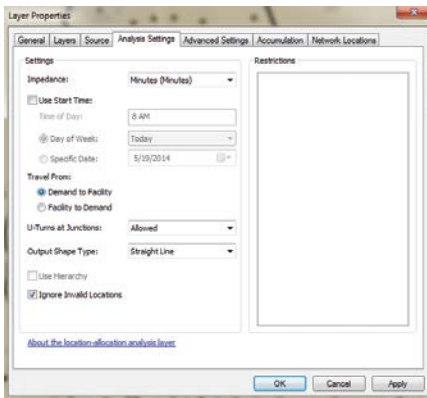 Layer Properties
General Layers Source Analysis Settings Advanced Settings Accumulation Network Locations
Settings
Restrictions
Impedance: Minutes (Minutes)
Use Start Time:
Time of Day: 8 AM
Day of Week: Today
Specific Date: 5/19/2014
Travel From:
Demand to Facility
Facility to Demand
U-Turns at Junctions: Allowed
Output Shape Type: Straight Line
Use Hierarchy
Ignore Invalid Locations
About the location-allocation analysis layer
OK Cancel Apply